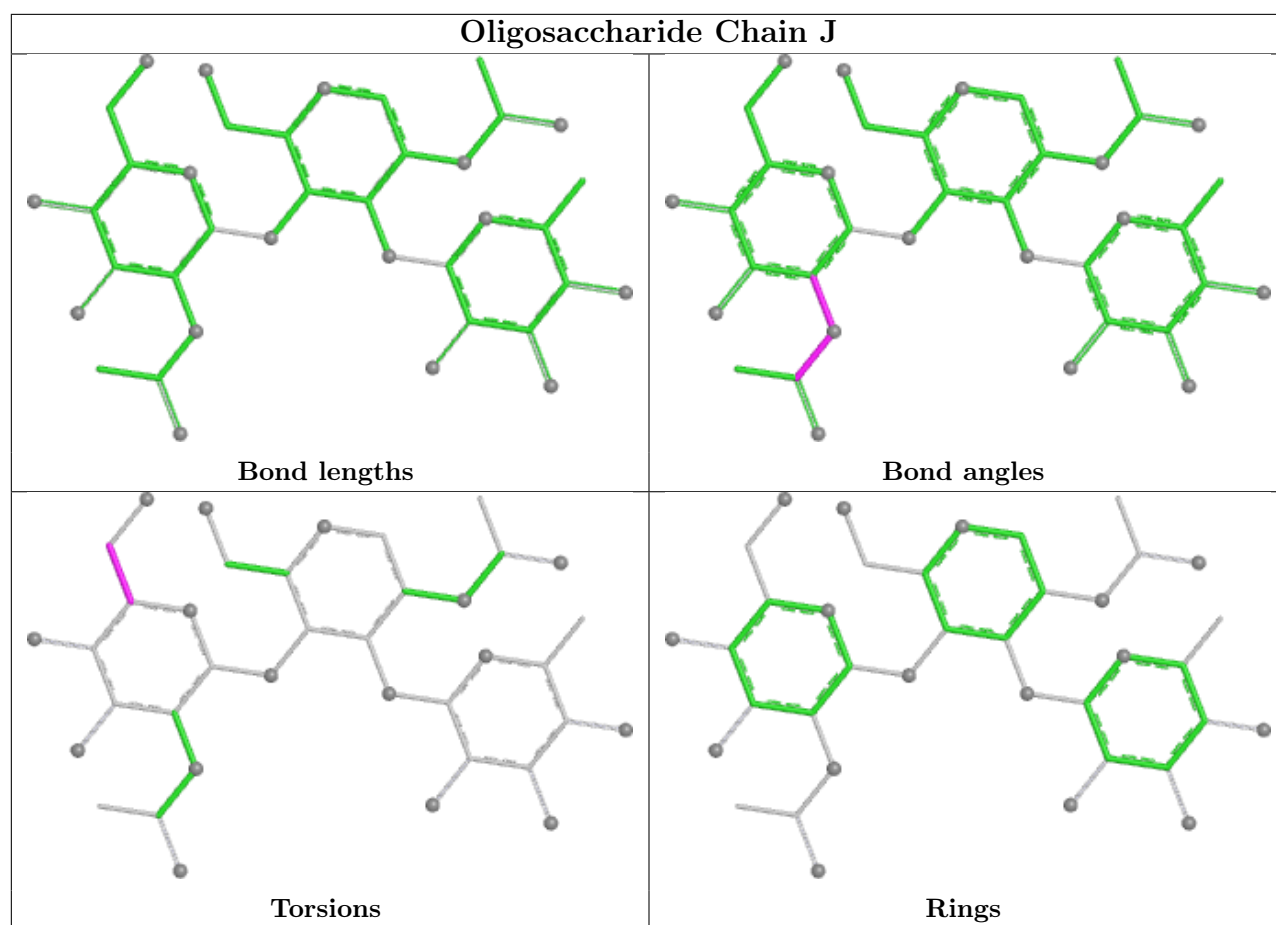 Oligosaccharide Chain J
Bond lengths
Bond angles
Torsions
Rings